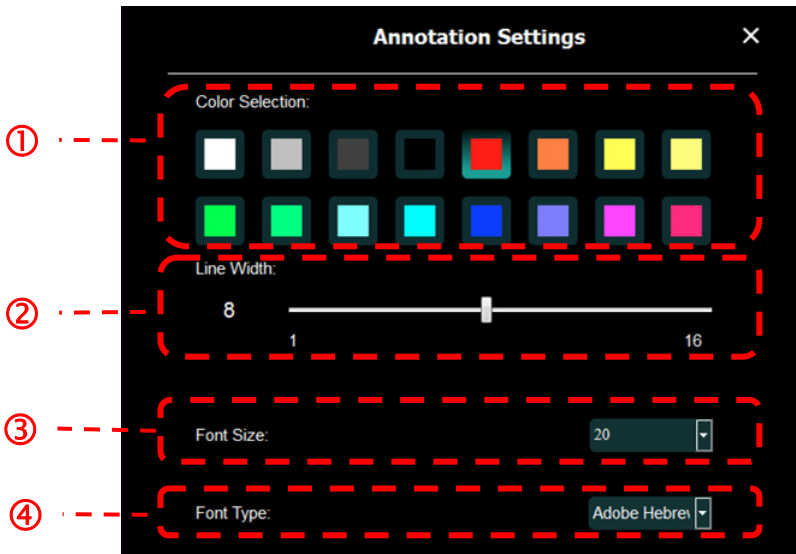 Annotation Settings ×
① Color Selection:
② Line Width:
8
1 16
③ Font Size: 20
④ Font Type: Adobe Hebrev